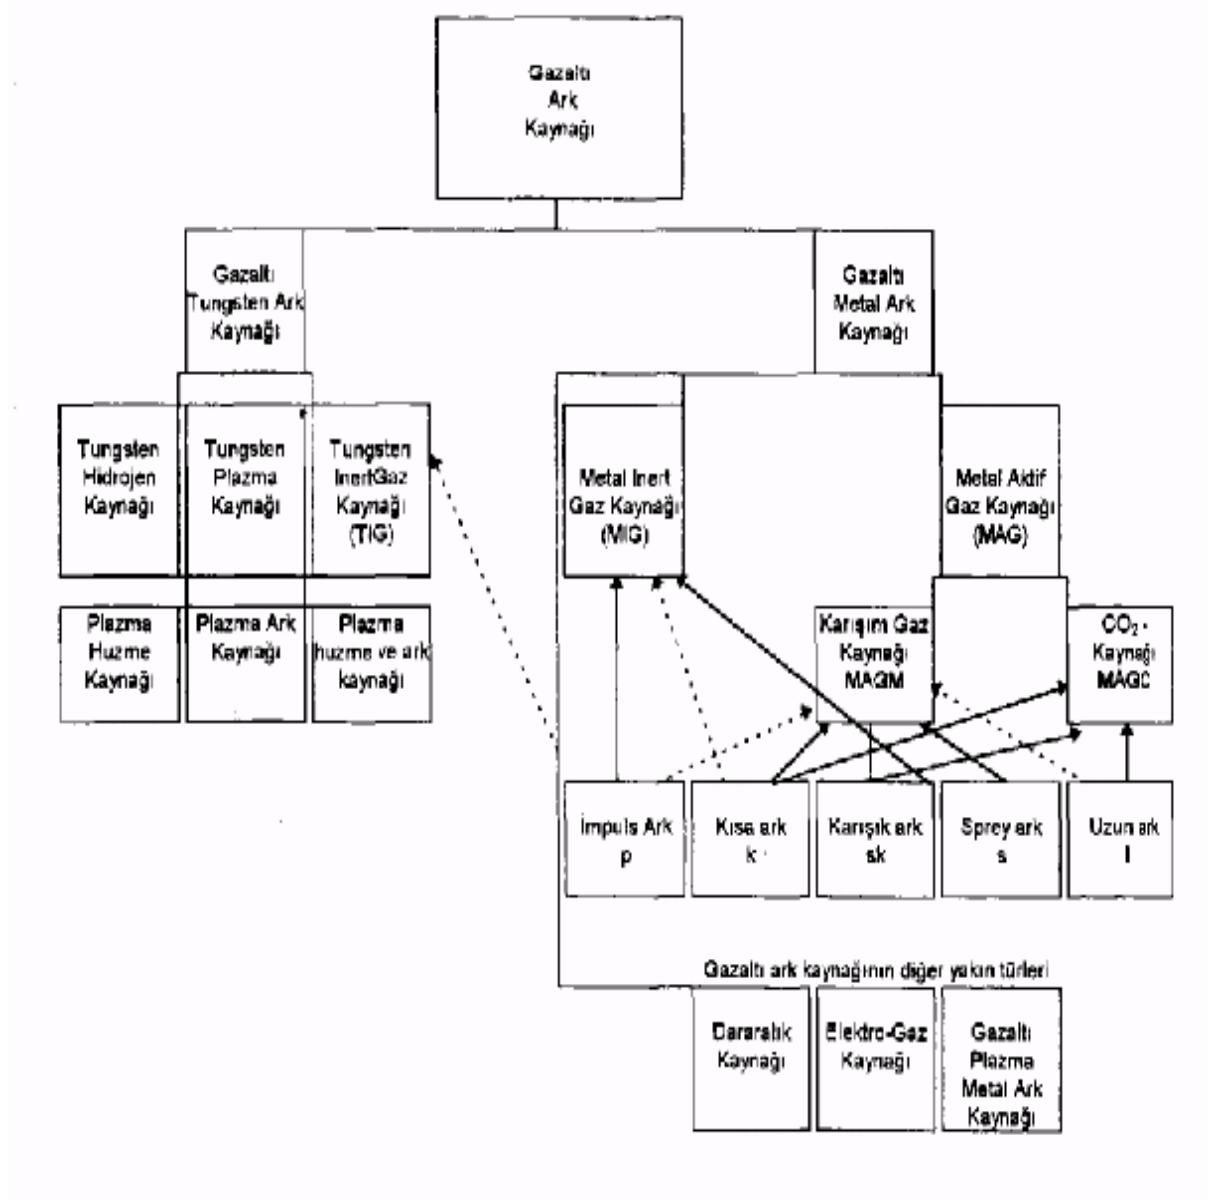 Gazaltı
Ark
Kaynağı
Gazaltı
Tungsten Ark
Kaynağı
Gazaltı
Metal Ark
Kaynağı
Tungsten
Hidrojen
Kaynağı
Tungsten
Plazma
Kaynağı
Tungsten
InertGaz
Kaynağı
(TIG)
Metal Inert
Gaz Kaynağı
(MIG)
Metal Aktif
Gaz Kaynağı
(MAG)
Plazma
Huzme
Kaynağı
Plazma Ark
Kaynağı
Plazma
huzme ve ark
kaynağı
Karışım Gaz
Kaynağı
MAGM
CO₂ -
Kaynağı
MAGC
İmpuls Ark
p
Kısa ark
k
Karışık ark
sk
Sprey ark
s
Uzun ark
l
Gazaltı ark kaynağının diğer yakın türleri
Dararalık
Kaynağı
Elektro-Gaz
Kaynağı
Gazaltı
Plazma
Metal Ark
Kaynağı